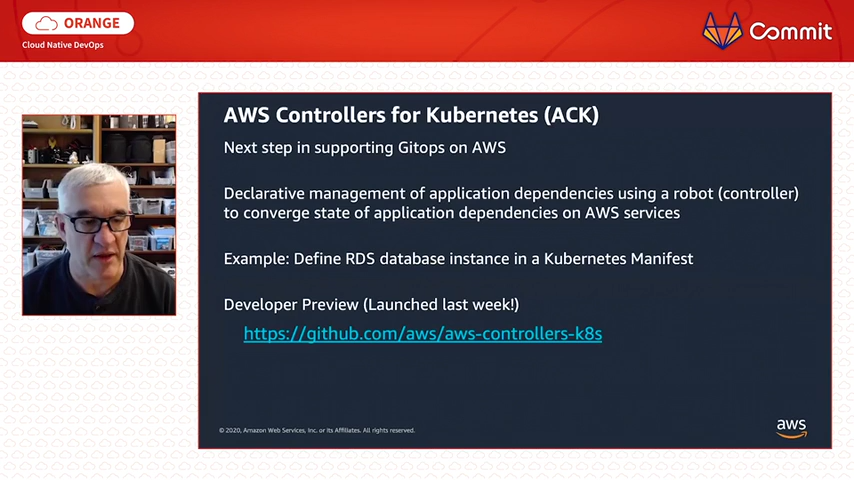 ORANGE
Cloud Native DevOps
Commit
AWS Controllers for Kubernetes (ACK)
Next step in supporting Gitops on AWS
Declarative management of application dependencies using a robot (controller)
to converge state of application dependencies on AWS services
Example: Define RDS database instance in a Kubernetes Manifest
Developer Preview (Launched last week!)
https://github.com/aws/aws-controllers-k8s
© 2020, Amazon Web Services, Inc. or its Affiliates. All rights reserved.
aws